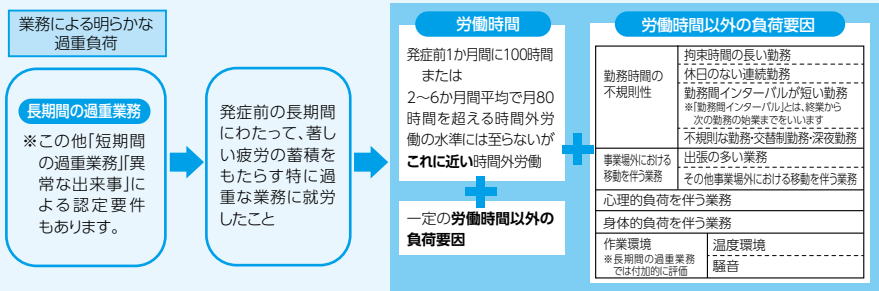 業務による明らかな
過重負荷
長期間の過重業務
※この他「短期間
の過重業務」「異
常な出来事」に
よる認定要件
もあります。
発症前の長期間
にわたって、著し
い疲労の蓄積を
もたらす特に過
重な業務に就労
したこと
労働時間
発症前1か月間に100時間
または
2～6か月間平均で月80
時間を超える時間外労
働の水準には至らないが
これに近い時間外労働
一定の労働時間以外の
負荷要因
労働時間以外の負荷要因
勤務時間の
不規則性
拘束時間の長い勤務
休日のない連続勤務
勤務間インターバルが短い勤務
※「勤務間インターバル」とは、終業から
次の勤務の始業までをいいます
不規則な勤務・交替制勤務・深夜勤務
事業場外における
移動を伴う業務
出張の多い業務
その他事業場外における移動を伴う業務
心理的負荷を伴う業務
身体的負荷を伴う業務
作業環境
※長期間の過重業務
では付加的に評価
温度環境
騒音